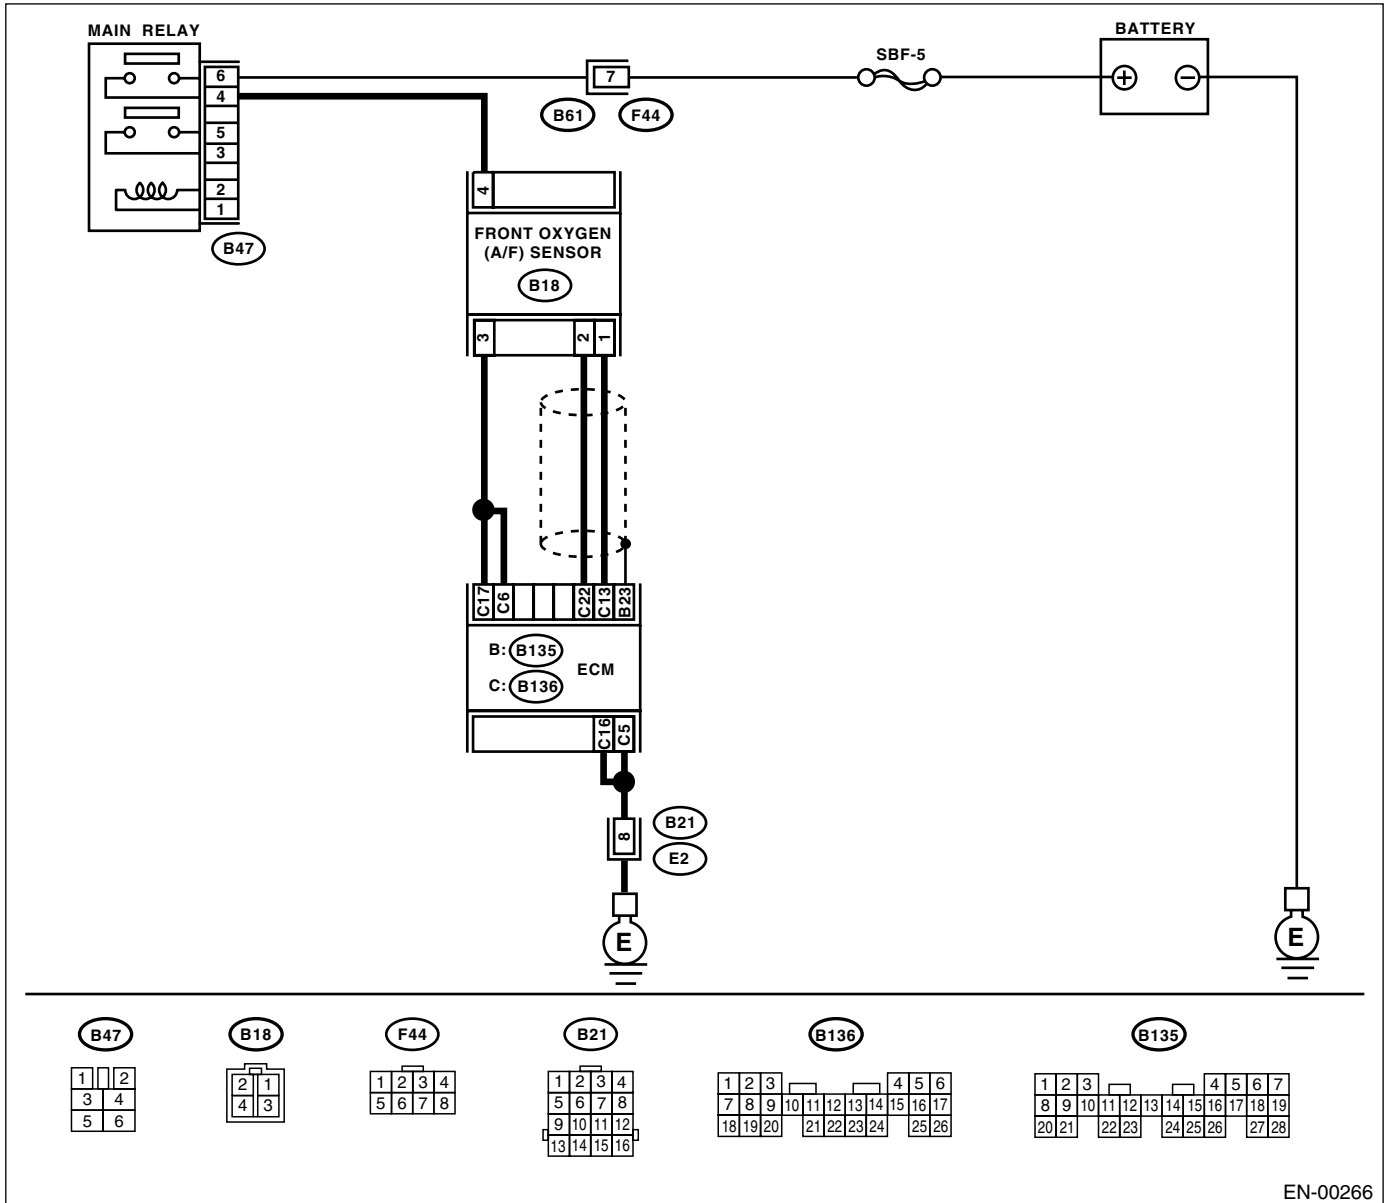 MAIN RELAY
BATTERY
SBF-5
6
4
5
3
2
1
7
B61
F44
B47
4
FRONT OXYGEN
(A/F) SENSOR
B18
3
2
1
C17
C6
C22
C13
B23
B: B135
ECM
C: B136
C16
C5
8
B21
E2
E
E
B47
B18
F44
B21
B136
B135
1 2
3 4
5 6
2 1
4 3
1 2 3 4
5 6 7 8
1 2 3 4
5 6 7 8
9 10 11 12
13 14 15 16
1 2 3 4 5 6
7 8 9 10 11 12 13 14 15 16 17
18 19 20 21 22 23 24 25 26
1 2 3 4 5 6 7
8 9 10 11 12 13 14 15 16 17 18 19
20 21 22 23 24 25 26 27 28
EN-00266